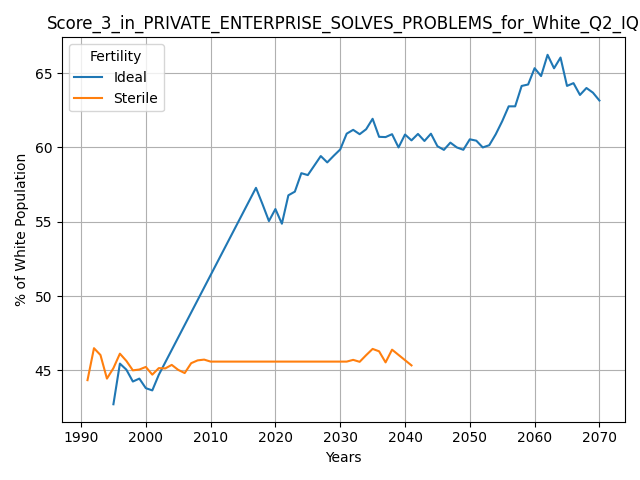 Score_3_in_PRIVATE_ENTERPRISE_SOLVES_PROBLEMS_for_White_Q2_IQ
Fertility
Ideal
Sterile
% of White Population
65
60
55
50
45
1990 2000 2010 2020 2030 2040 2050 2060 2070
Years